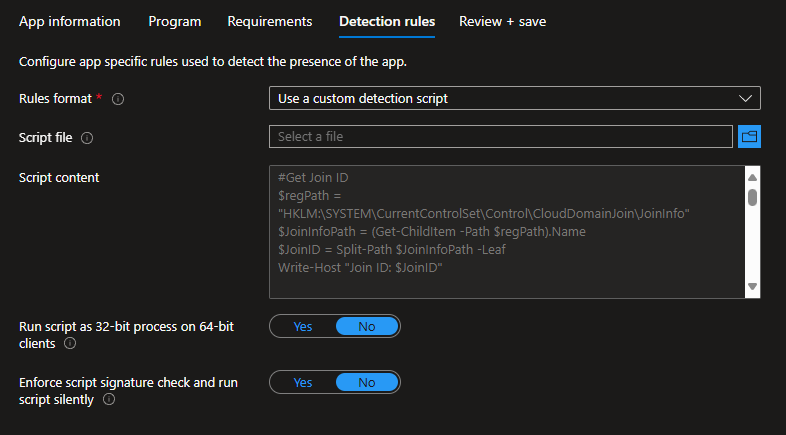 App information Program Requirements Detection rules Review + save
Configure app specific rules used to detect the presence of the app.
Rules format * Use a custom detection script
Script file Select a file
Script content
#Get Join ID
$regPath =
"HKLM:\SYSTEM\CurrentControlSet\Control\CloudDomainJoin\JoinInfo"
$JoinInfoPath = (Get-ChildItem -Path $regPath).Name
$JoinID = Split-Path $JoinInfoPath -Leaf
Write-Host "Join ID: $JoinID"
Run script as 32-bit process on 64-bit
clients
Yes No
Enforce script signature check and run
script silently
Yes No